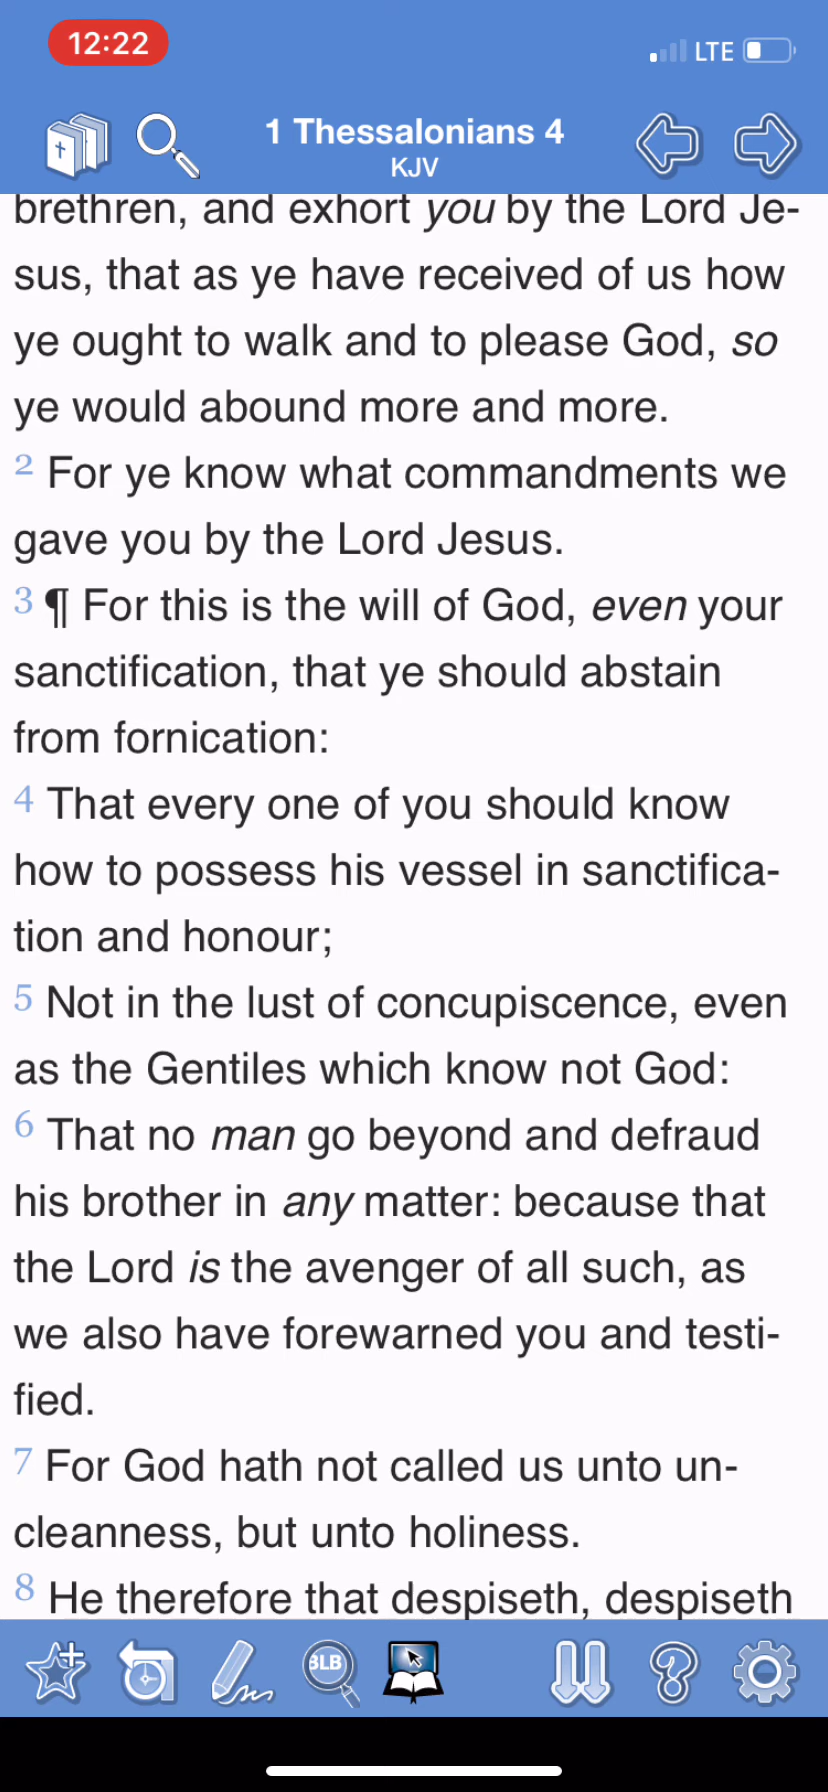 12:22
LTE
1 Thessalonians 4
KJV
brethren, and exhort you by the Lord Je-
sus, that as ye have received of us how
ye ought to walk and to please God, so
ye would abound more and more.
2 For ye know what commandments we
gave you by the Lord Jesus.
3 ¶ For this is the will of God, even your
sanctification, that ye should abstain
from fornication:
4 That every one of you should know
how to possess his vessel in sanctifica-
tion and honour;
5 Not in the lust of concupiscence, even
as the Gentiles which know not God:
6 That no man go beyond and defraud
his brother in any matter: because that
the Lord is the avenger of all such, as
we also have forewarned you and testi-
fied.
7 For God hath not called us unto un-
cleanness, but unto holiness.
8 He therefore that despiseth, despiseth
BLB